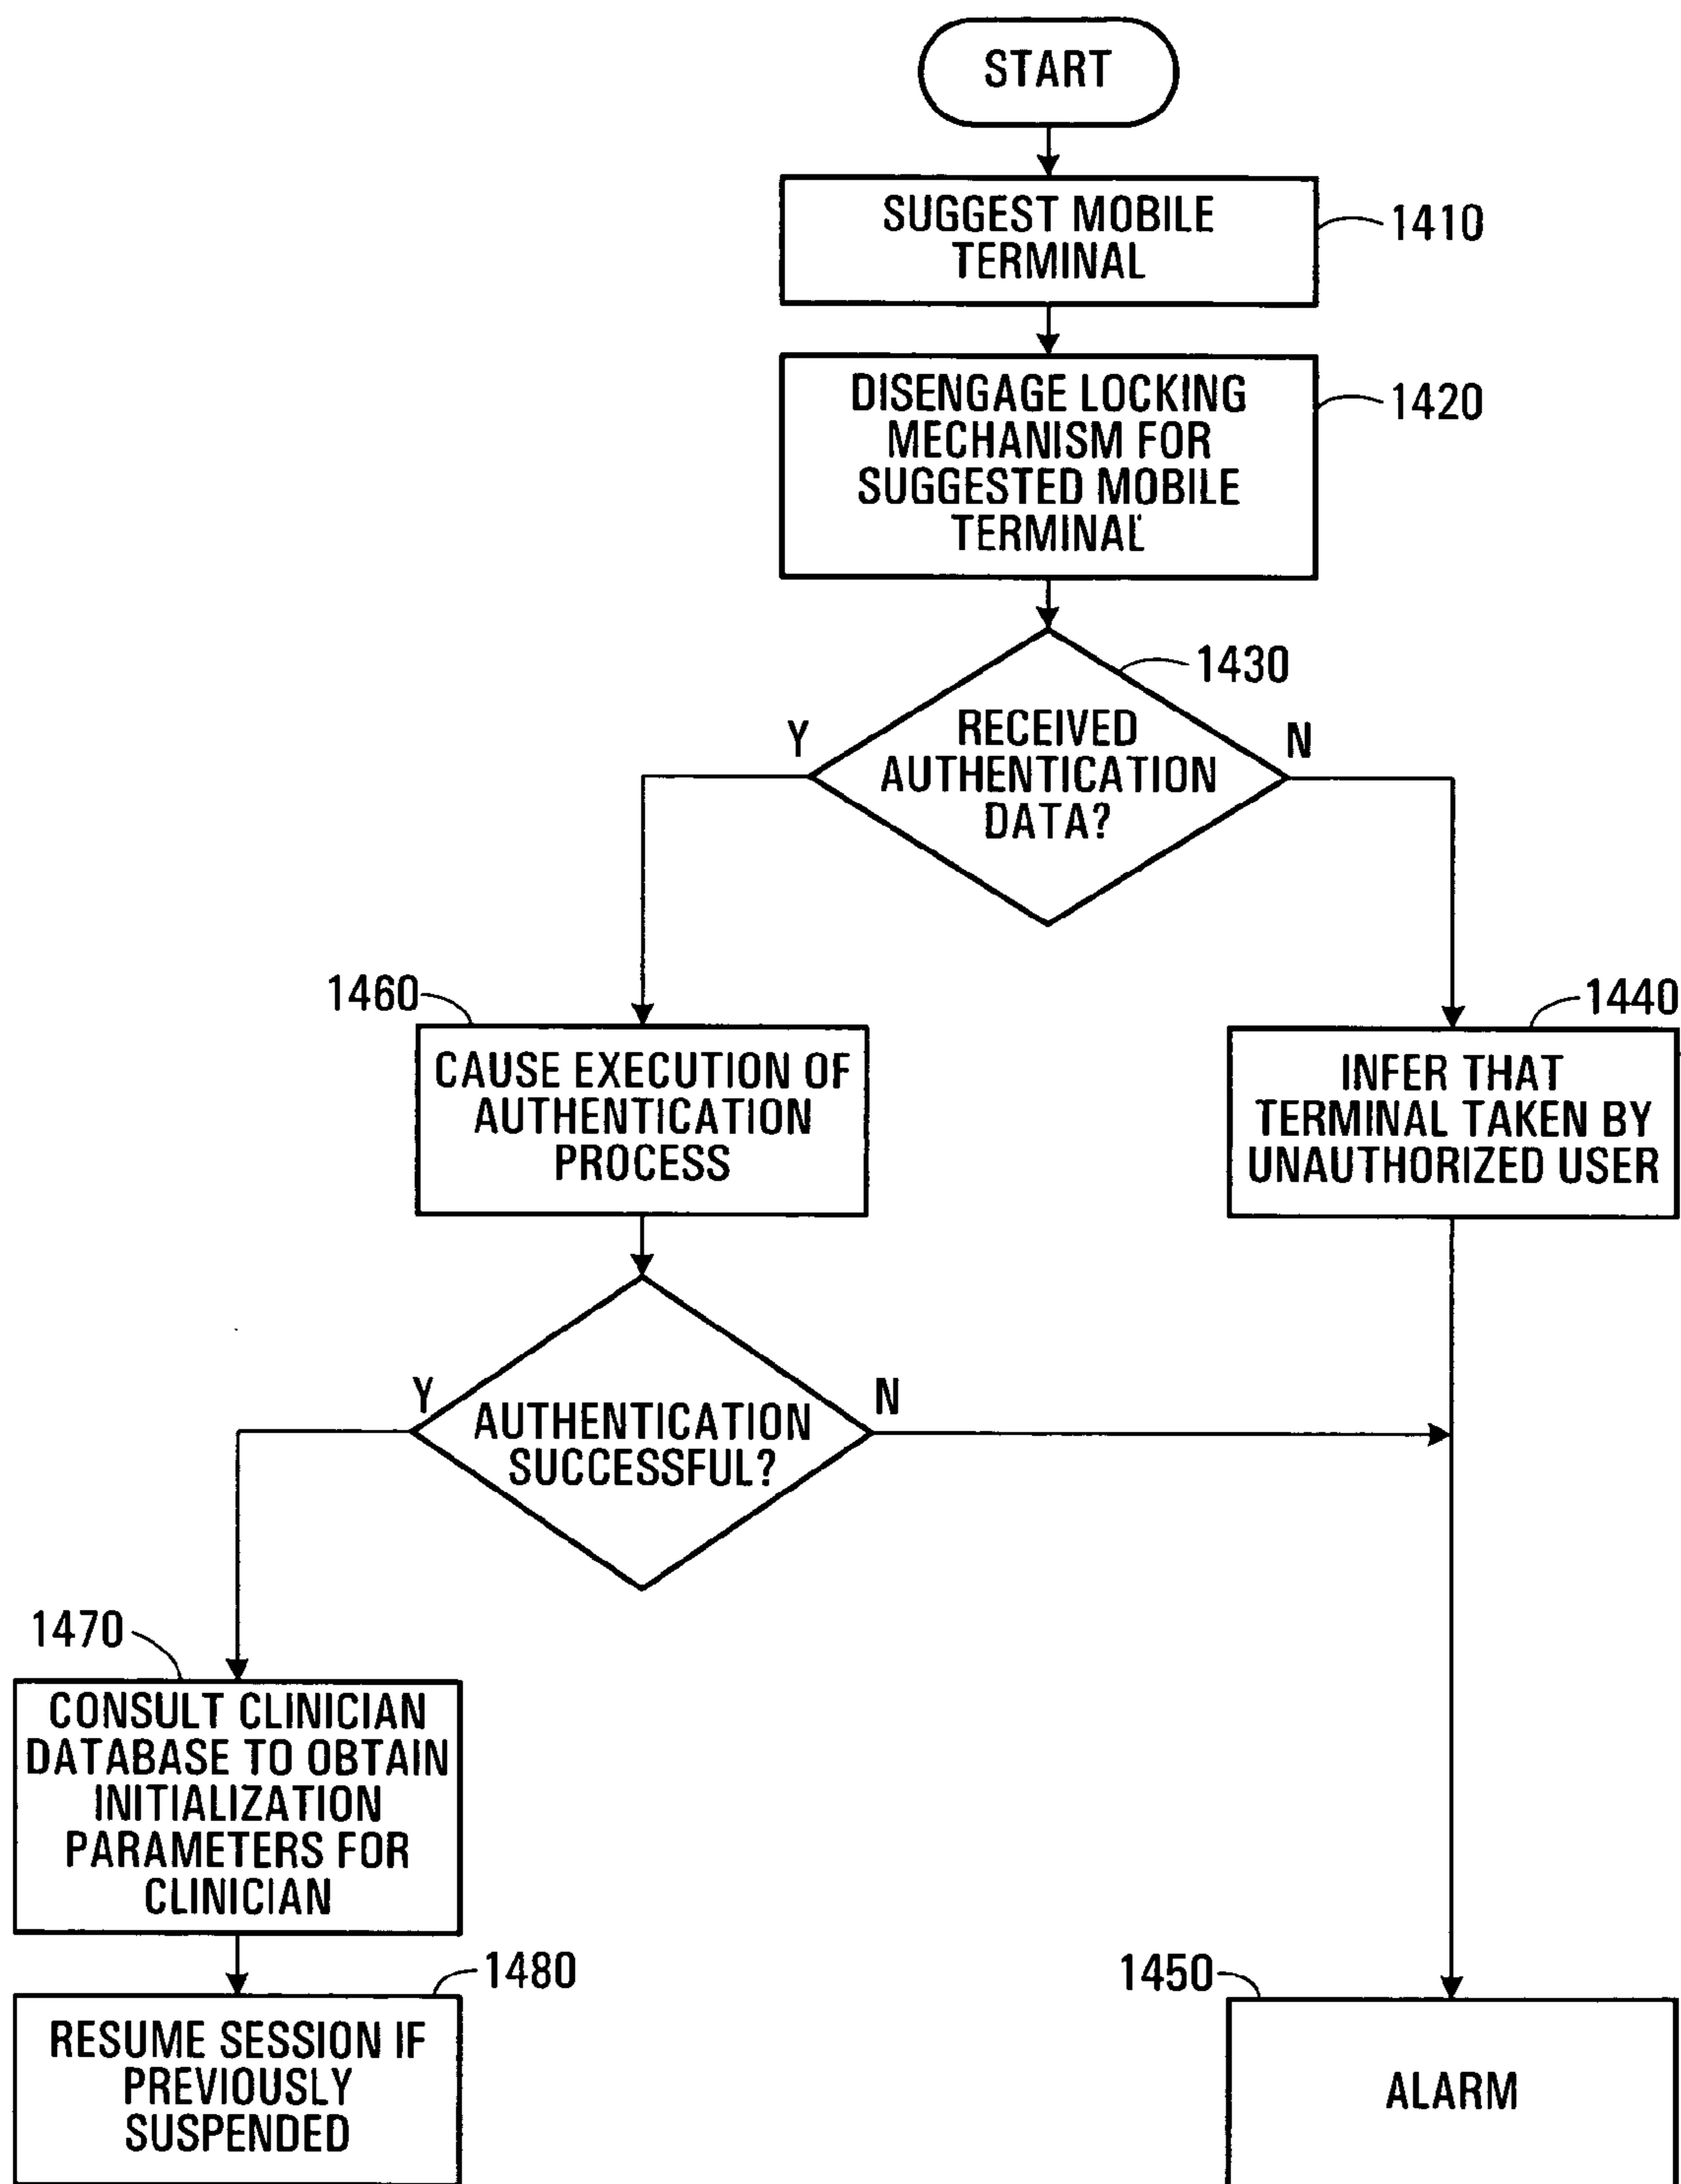 START
SUGGEST MOBILE
TERMINAL
1410
DISENGAGE LOCKING
MECHANISM FOR
SUGGESTED MOBILE
TERMINAL
1420
1430
RECEIVED
AUTHENTICATION
DATA?
Y
N
1460
CAUSE EXECUTION OF
AUTHENTICATION
PROCESS
1440
INFER THAT
TERMINAL TAKEN BY
UNAUTHORIZED USER
AUTHENTICATION
SUCCESSFUL?
Y
N
1470
CONSULT CLINICIAN
DATABASE TO OBTAIN
INITIALIZATION
PARAMETERS FOR
CLINICIAN
1480
RESUME SESSION IF
PREVIOUSLY
SUSPENDED
1450
ALARM